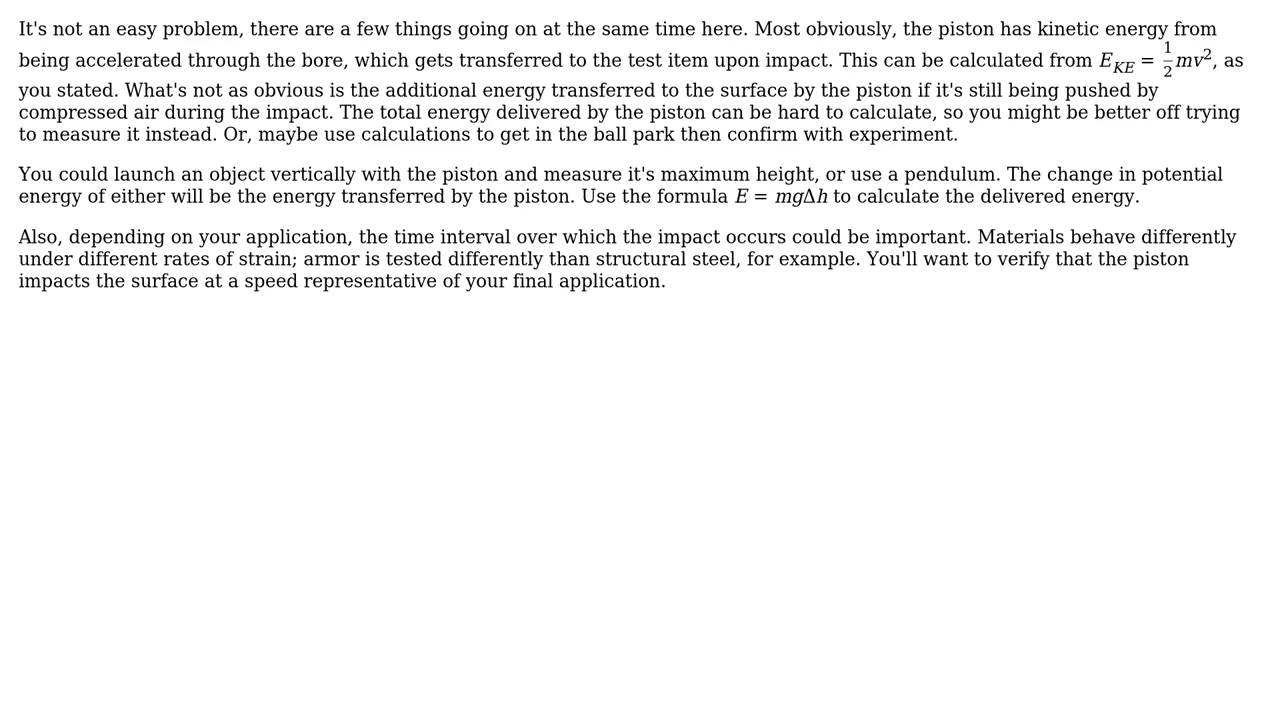 It's not an easy problem, there are a few things going on at the same time here. Most obviously, the piston has kinetic energy from
being accelerated through the bore, which gets transferred to the test item upon impact. This can be calculated from $E_{KE} = \frac{1}{2}mv^2$, as
you stated. What's not as obvious is the additional energy transferred to the surface by the piston if it's still being pushed by
compressed air during the impact. The total energy delivered by the piston can be hard to calculate, so you might be better off trying
to measure it instead. Or, maybe use calculations to get in the ball park then confirm with experiment.
You could launch an object vertically with the piston and measure it's maximum height, or use a pendulum. The change in potential
energy of either will be the energy transferred by the piston. Use the formula $E = mg\Delta h$ to calculate the delivered energy.
Also, depending on your application, the time interval over which the impact occurs could be important. Materials behave differently
under different rates of strain; armor is tested differently than structural steel, for example. You'll want to verify that the piston
impacts the surface at a speed representative of your final application.